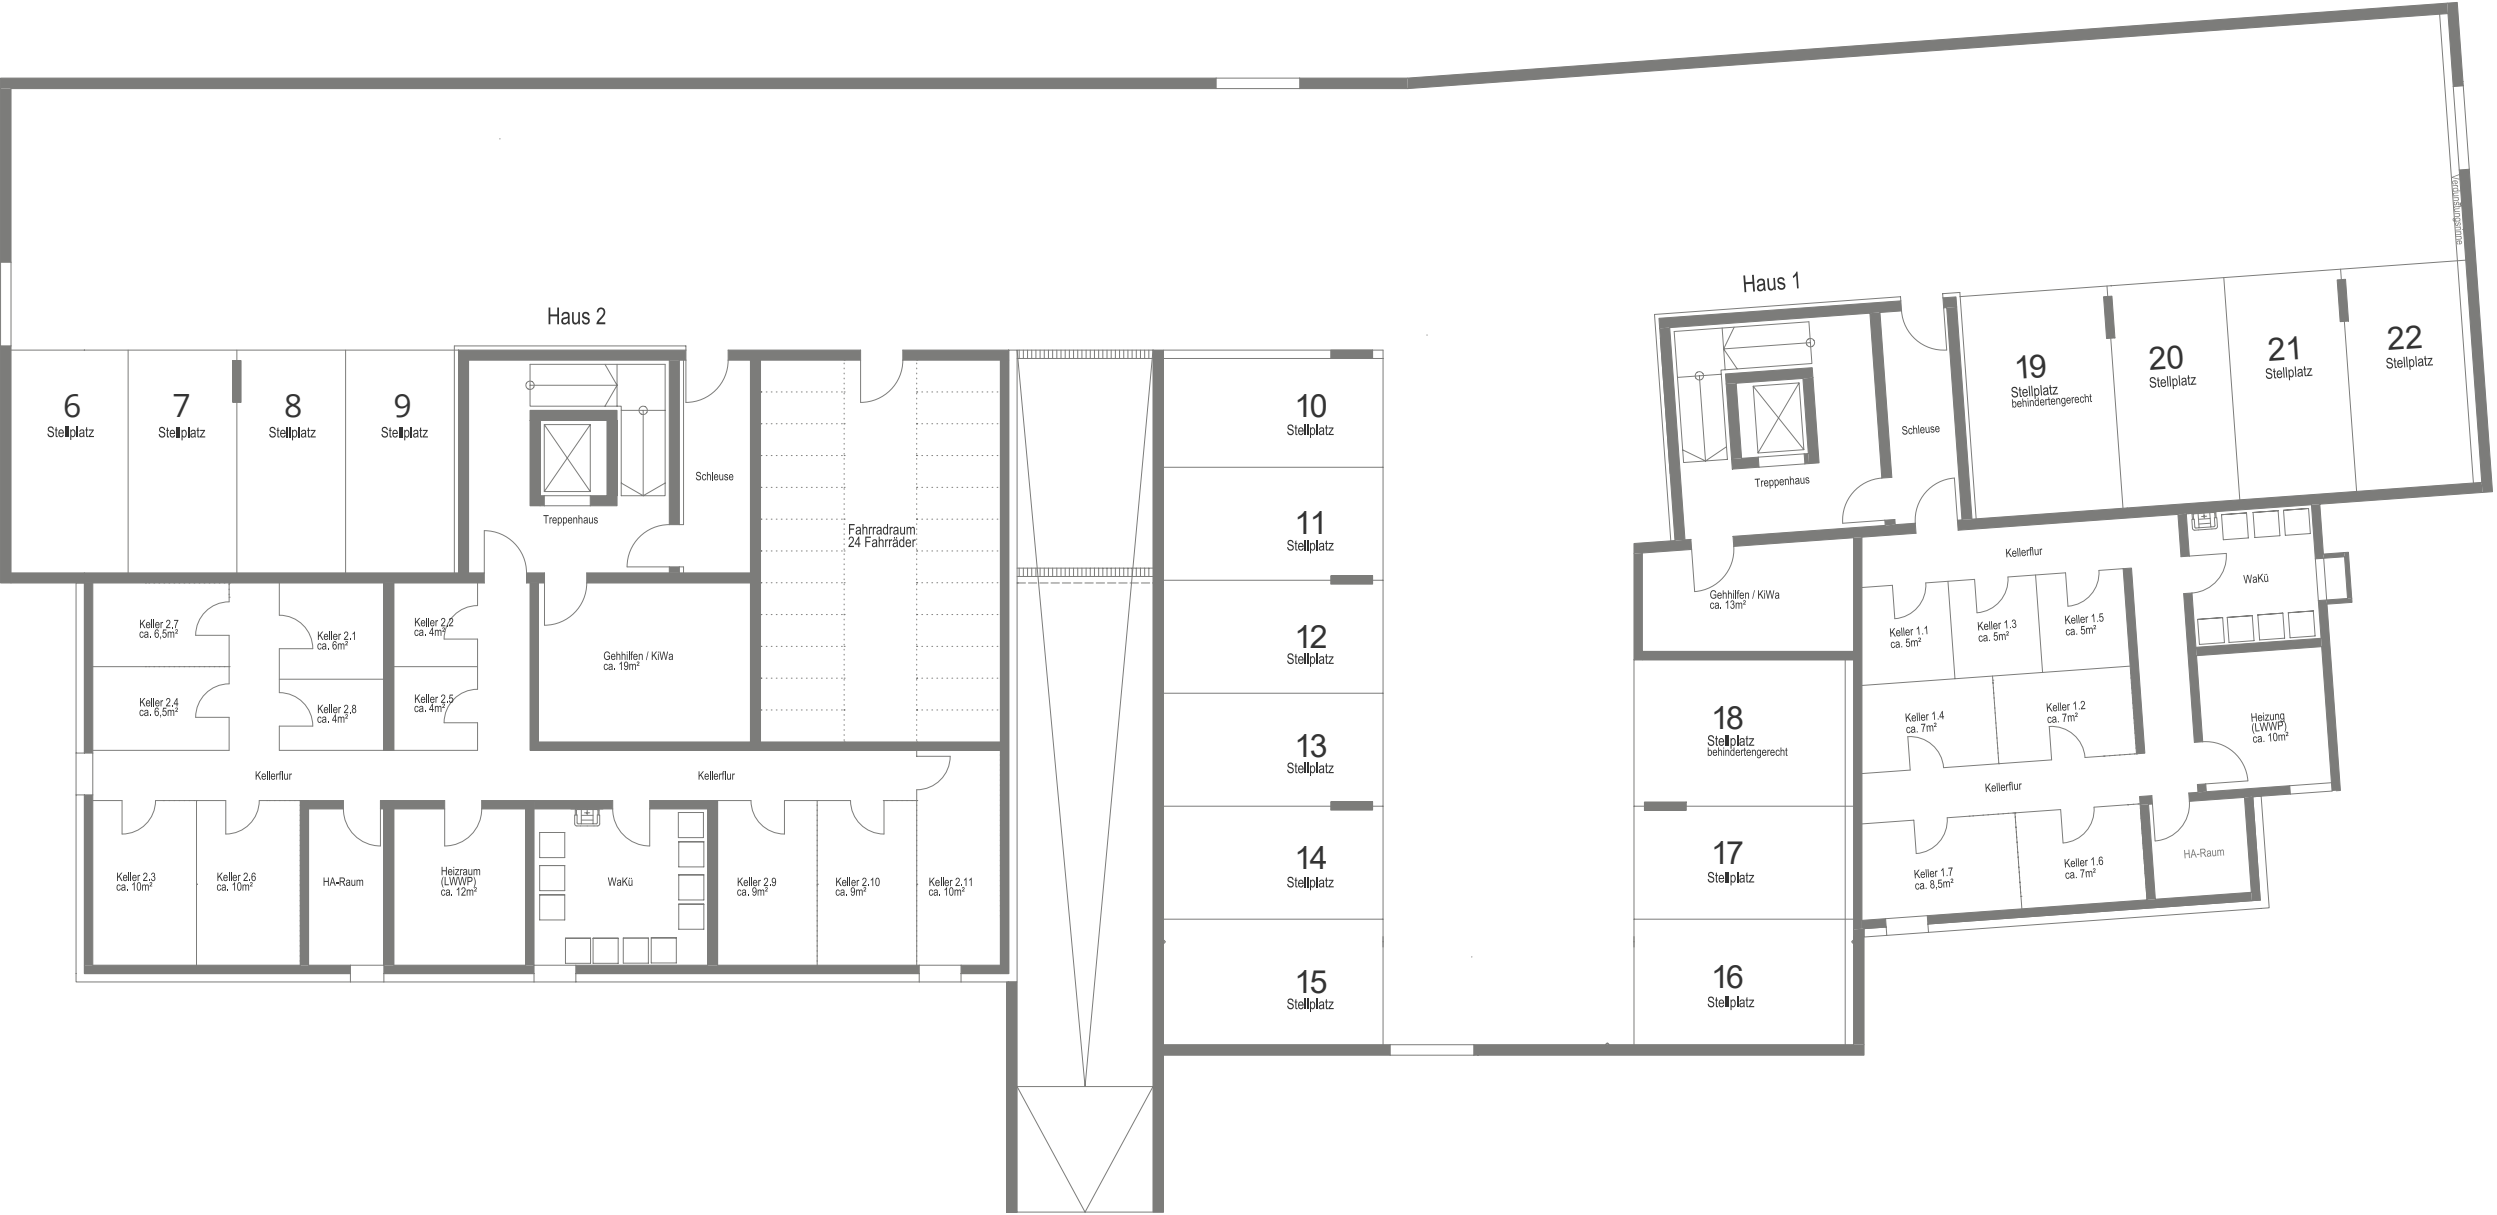 Verdunstungsrinne
Haus 1
Haus 2
6
Stellplatz
7
Stellplatz
8
Stellplatz
9
Stellplatz
Treppenhaus
Schleuse
Fahrradraum
24 Fahrräder
10
Stellplatz
11
Stellplatz
12
Stellplatz
13
Stellplatz
14
Stellplatz
15
Stellplatz
Treppenhaus
Schleuse
19
Stellplatz
behindertengerecht
20
Stellplatz
21
Stellplatz
22
Stellplatz
Keller 2.7
ca. 6,5m²
Keller 2.1
ca. 6m²
Keller 2.2
ca. 4m²
Keller 2.4
ca. 6,5m²
Keller 2.8
ca. 4m²
Keller 2.5
ca. 4m²
Gehhilfen / KiWa
ca. 19m²
Kellerflur
Kellerflur
Keller 2.3
ca. 10m²
Keller 2.6
ca. 10m²
HA-Raum
Heizraum
(LWWP)
ca. 12m²
WaKü
Keller 2.9
ca. 9m²
Keller 2.10
ca. 9m²
Keller 2.11
ca. 10m²
Gehhilfen / KiWa
ca. 13m²
18
Stellplatz
behindertengerecht
17
Stellplatz
16
Stellplatz
Kellerflur
WaKü
Keller 1.1
ca. 5m²
Keller 1.3
ca. 5m²
Keller 1.5
ca. 5m²
Keller 1.4
ca. 7m²
Keller 1.2
ca. 7m²
Heizung
(LWWP)
ca. 10m²
Kellerflur
Keller 1.7
ca. 8,5m²
Keller 1.6
ca. 7m²
HA-Raum